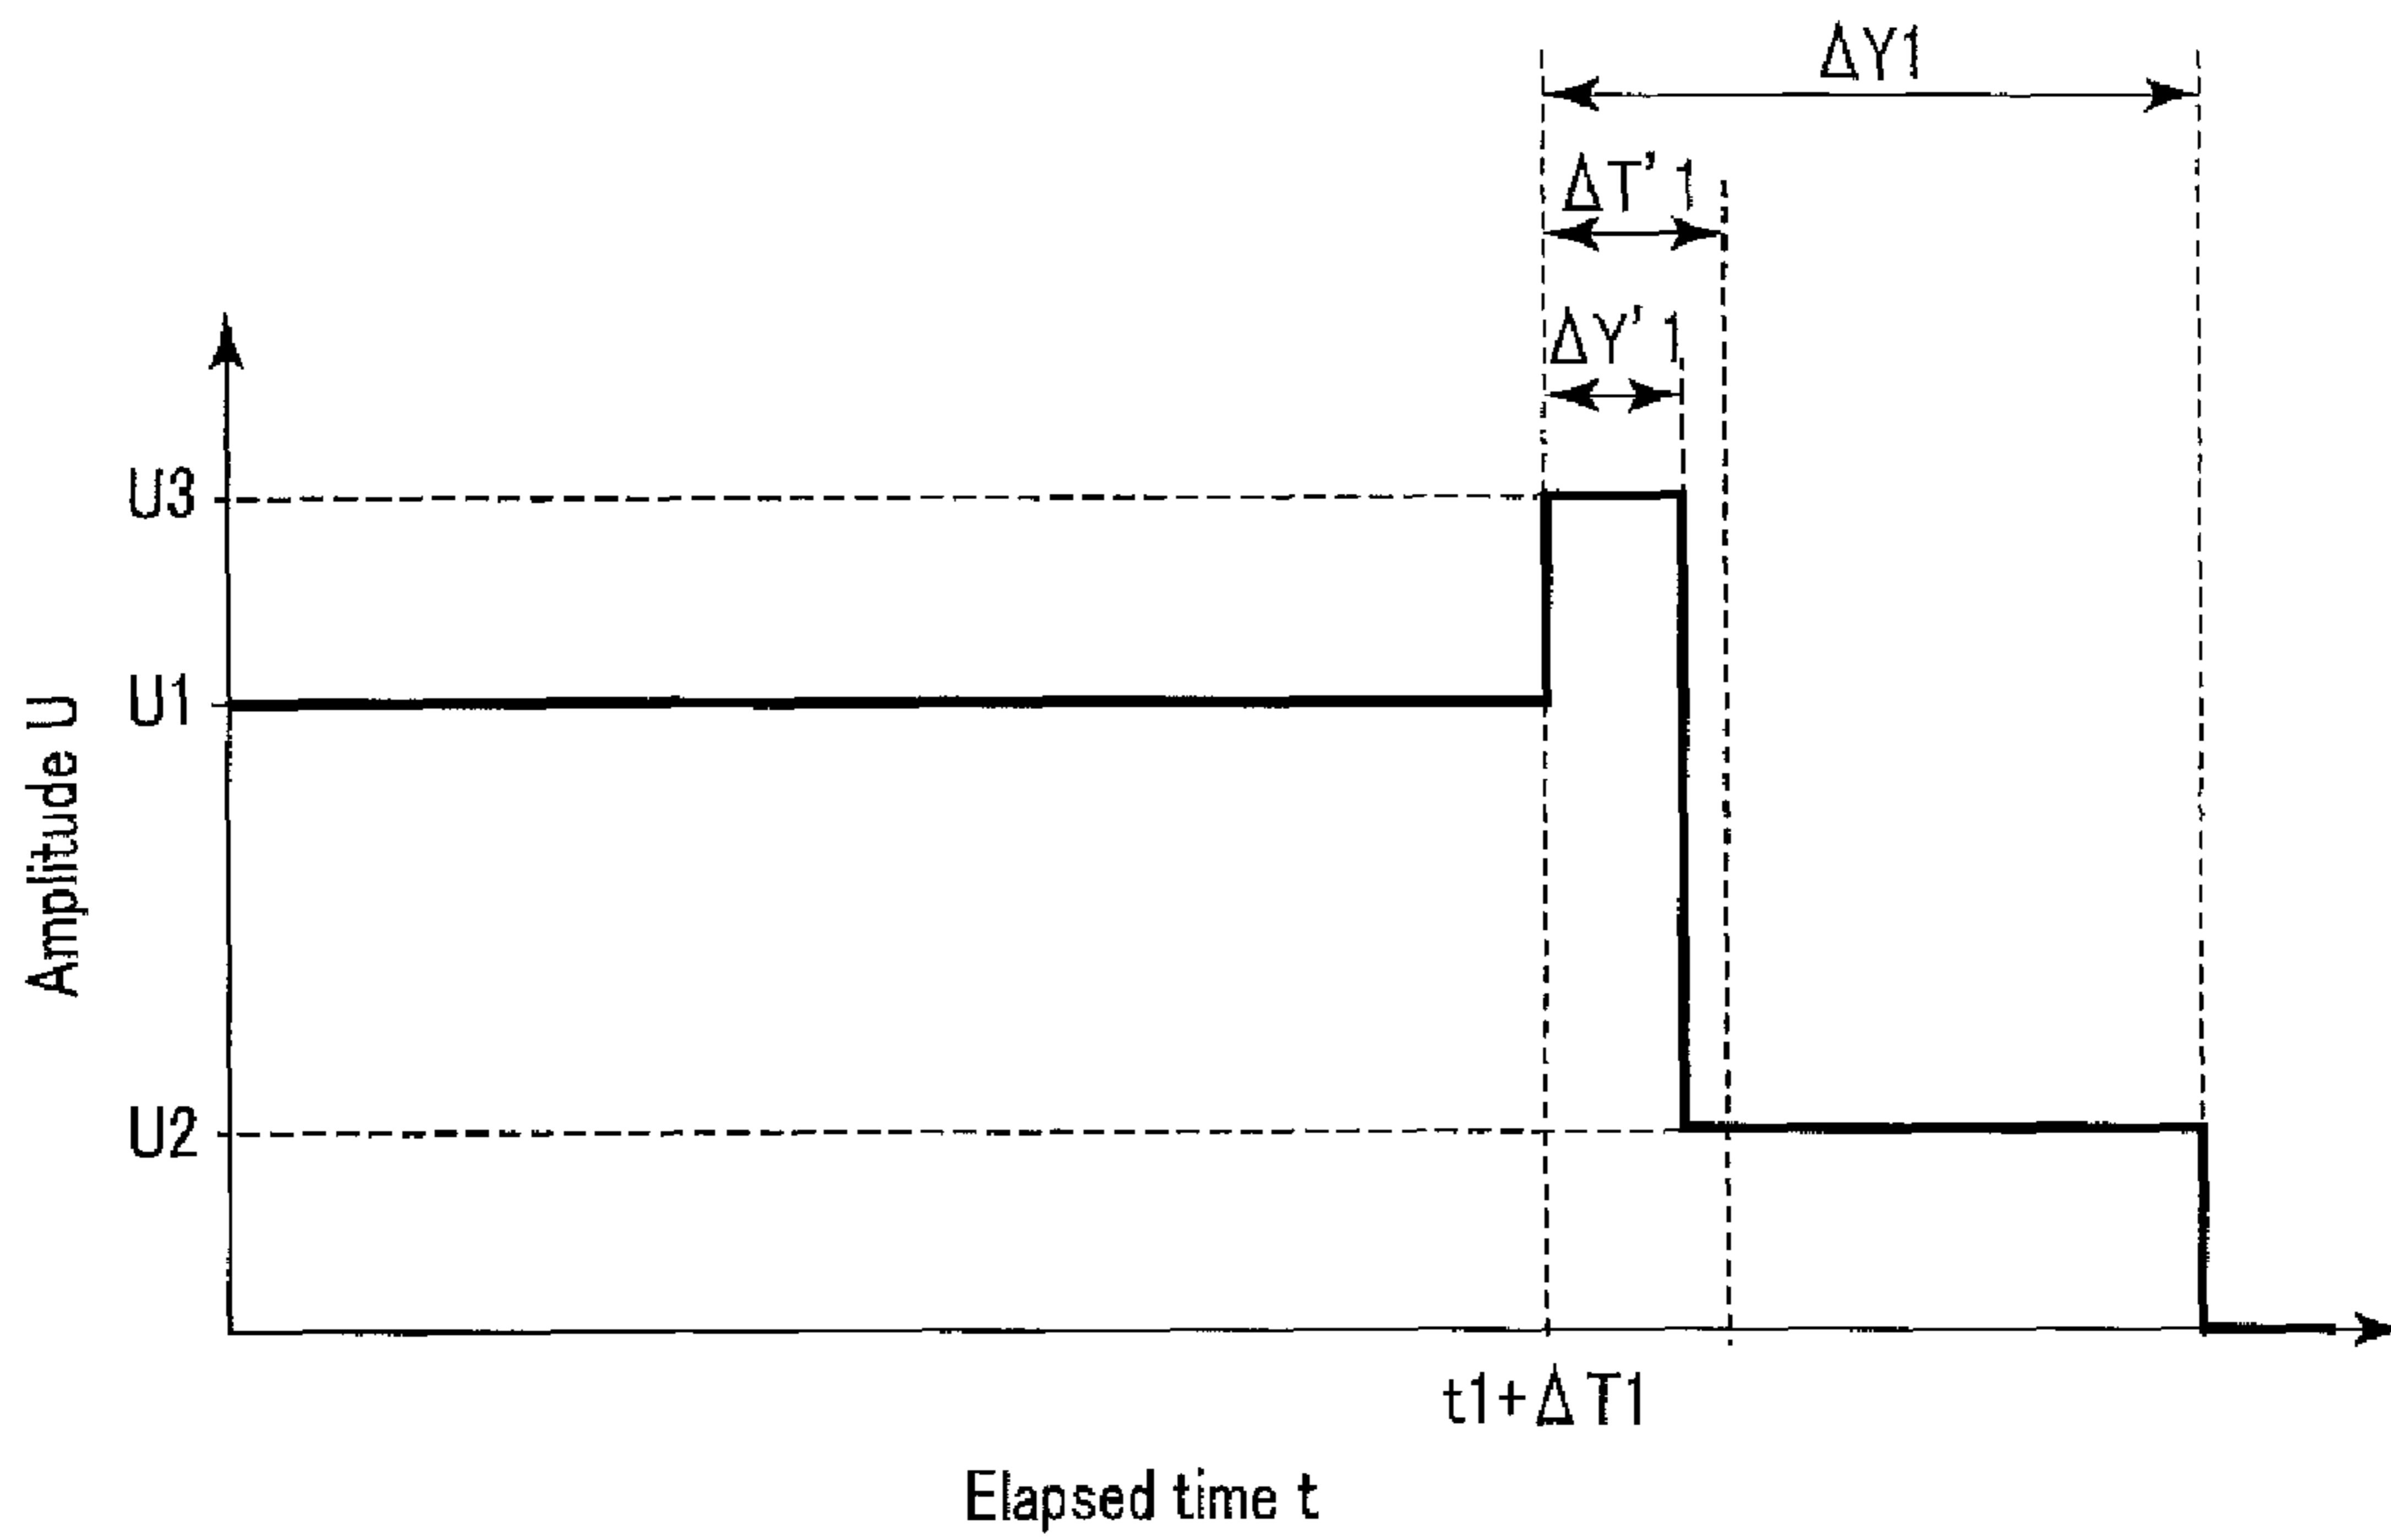 ΔY1
ΔT'1
ΔY'1
U3
U1
U2
Amplitude U
t1+ΔT1
Elapsed time t